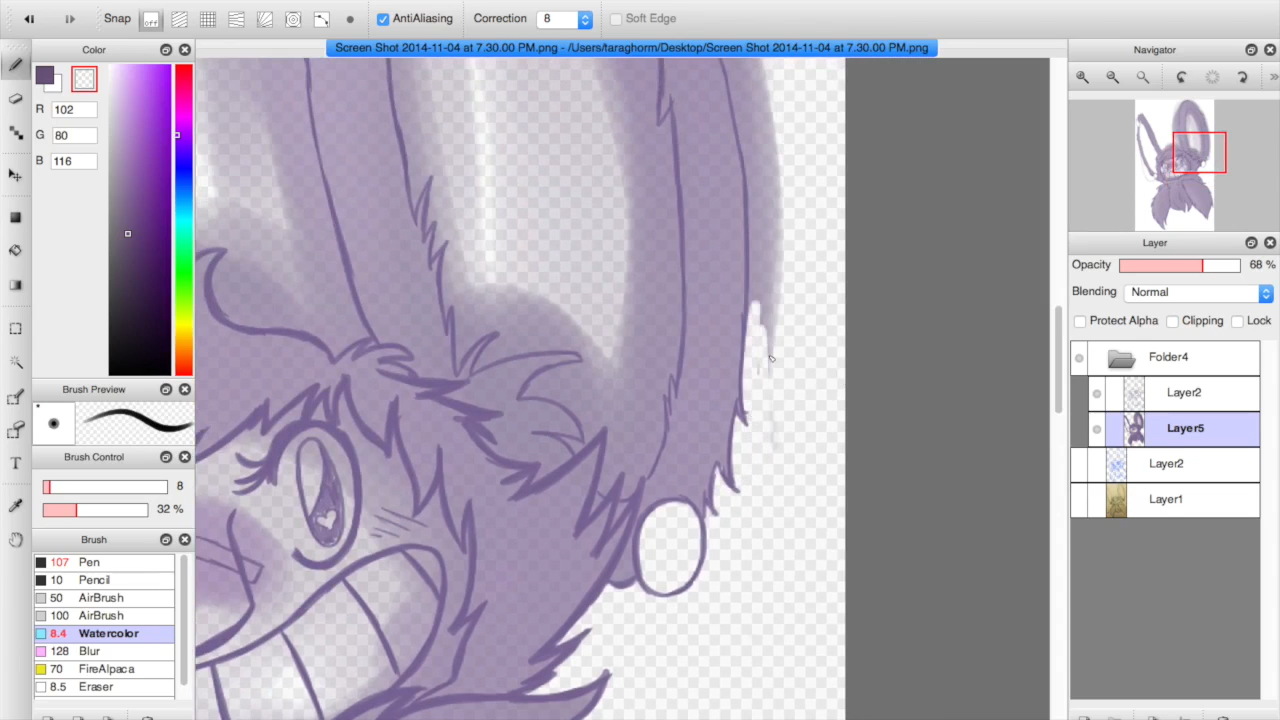 Snap off AntiAliasing Correction 8 Soft Edge
Screen Shot 2014-11-04 at 7.30.00 PM.png - /Users/taraghorm/Desktop/Screen Shot 2014-11-04 at 7.30.00 PM.png
Color
R 102
G 80
B 116
Brush Preview
Brush Control
8
32 %
Brush
107 Pen
10 Pencil
50 AirBrush
100 AirBrush
8.4 Watercolor
128 Blur
70 FireAlpaca
8.5 Eraser
T
Navigator
Layer
Opacity 68 %
Blending Normal
Protect Alpha Clipping Lock
Folder4
Layer2
Layer5
Layer2
Layer1